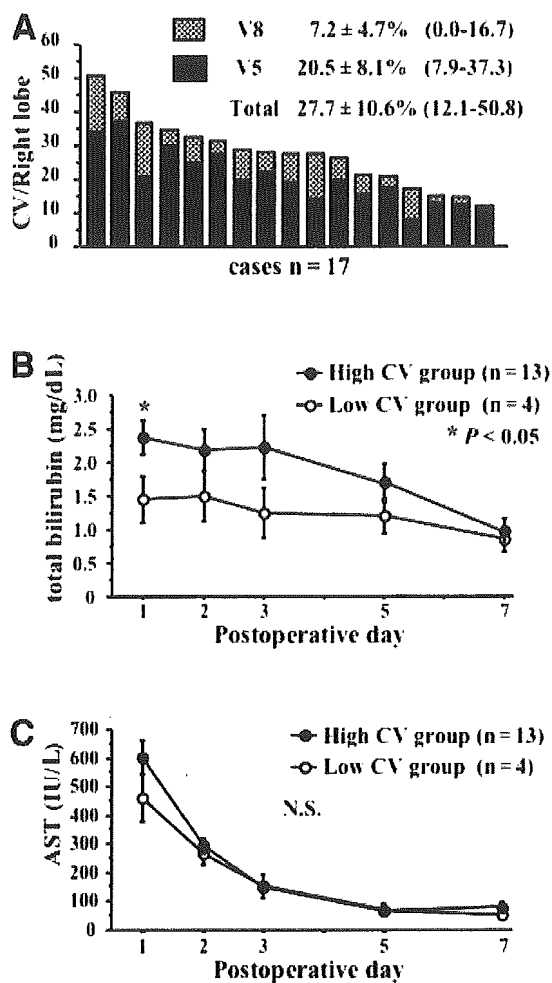 A
V8 7.2 ± 4.7% (0.0-16.7)
V5 20.5 ± 8.1% (7.9-37.3)
Total 27.7 ± 10.6% (12.1-50.8)
CV/Right lobe
60
50
40
30
20
10
0
cases n = 17
B
High CV group (n = 13)
Low CV group (n = 4)
* P < 0.05
*
total bilirubin (mg/dL)
3.0
2.5
2.0
1.5
1.0
0.5
0
1 2 3 5 7
Postoperative day
C
High CV group (n = 13)
Low CV group (n = 4)
N.S.
AST (IU/L)
700
600
500
400
300
200
100
0
1 2 3 5 7
Postoperative day